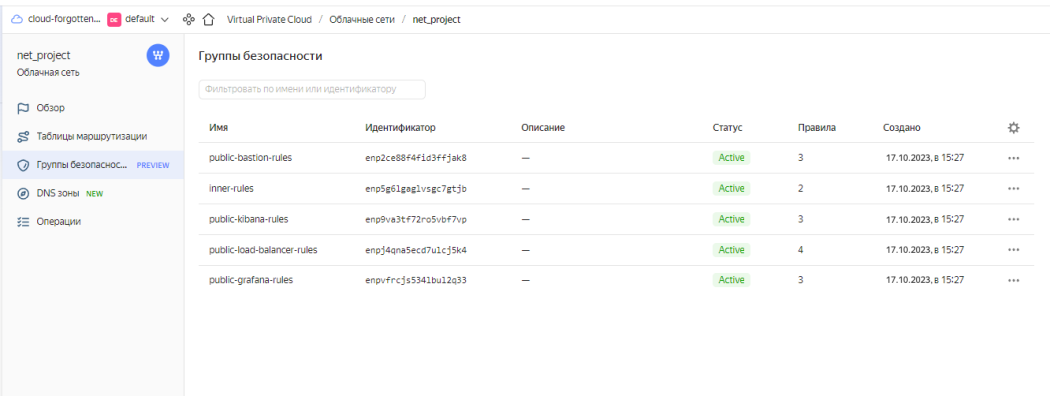 cloud-forgotten... DE default Virtual Private Cloud / Облачные сети / net_project
net_project
Облачная сеть
Обзор
Таблицы маршрутизации
Группы безопаснос... PREVIEW
DNS зоны NEW
Операции
Группы безопасности
Фильтровать по имени или идентификатору
Имя Идентификатор Описание Статус Правила Создано
public-bastion-rules enp2ce88f4fid3ffjak8 — Active 3 17.10.2023, в 15:27
inner-rules enp5g6lgaglvsgc7gtjb — Active 2 17.10.2023, в 15:27
public-kibana-rules enp9va3tf72ro5vbf7vp — Active 3 17.10.2023, в 15:27
public-load-balancer-rules enpj4qna5ecd7ulcj5k4 — Active 4 17.10.2023, в 15:27
public-grafana-rules enpvfrcjs534lbul2q33 — Active 3 17.10.2023, в 15:27